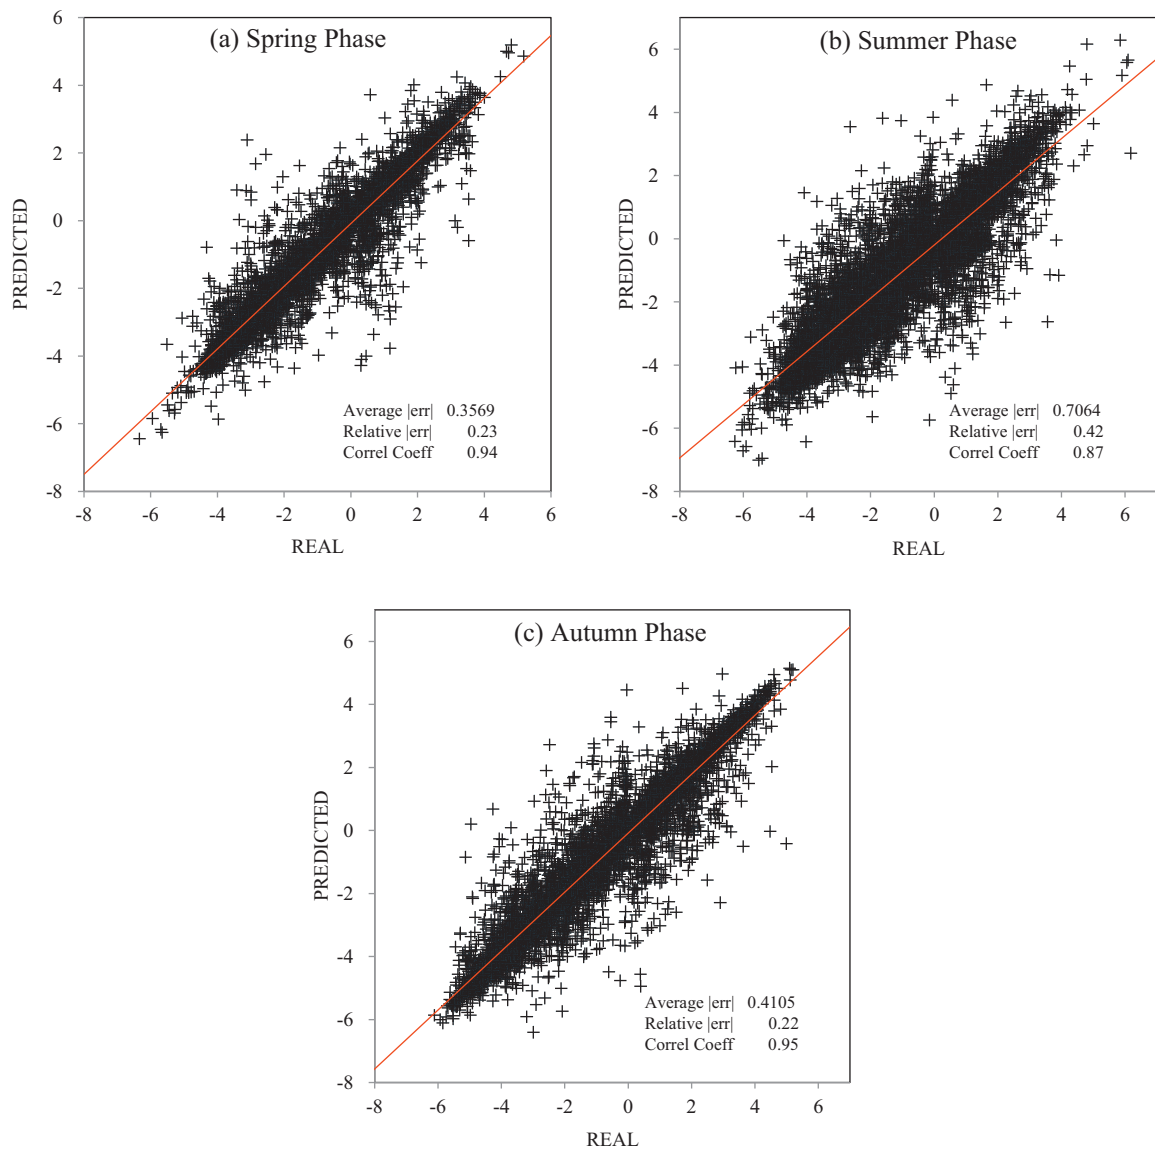 (a) Spring Phase
6
4
2
0
-2
-4
-6
-8
PREDICTED
Average |err| 0.3569
Relative |err| 0.23
Correl Coeff 0.94
-8 -6 -4 -2 0 2 4 6
REAL
(b) Summer Phase
6
4
2
0
-2
-4
-6
-8
PREDICTED
Average |err| 0.7064
Relative |err| 0.42
Correl Coeff 0.87
-8 -6 -4 -2 0 2 4 6
REAL
(c) Autumn Phase
6
4
2
0
-2
-4
-6
-8
PREDICTED
Average |err| 0.4105
Relative |err| 0.22
Correl Coeff 0.95
-8 -6 -4 -2 0 2 4 6
REAL